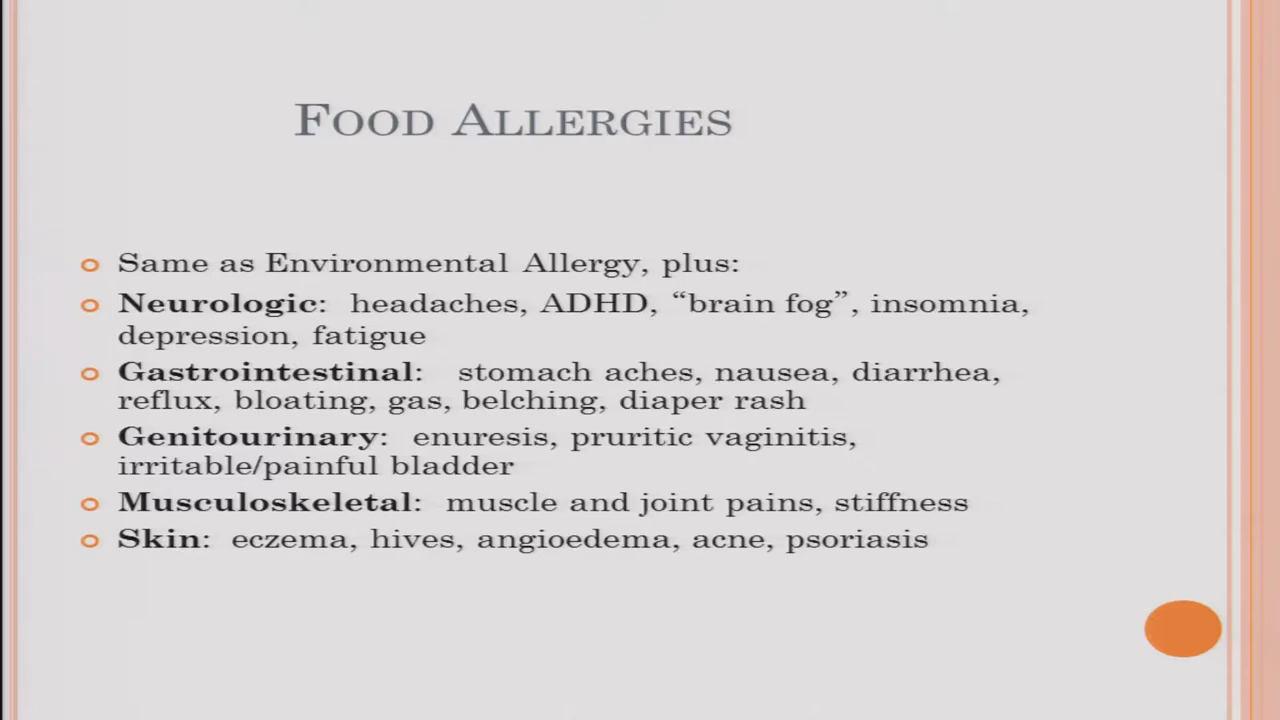 FOOD ALLERGIES
Same as Environmental Allergy, plus:
Neurologic: headaches, ADHD, “brain fog”, insomnia,
depression, fatigue
Gastrointestinal: stomach aches, nausea, diarrhea,
reflux, bloating, gas, belching, diaper rash
Genitourinary: enuresis, pruritic vaginitis,
irritable/painful bladder
Musculoskeletal: muscle and joint pains, stiffness
Skin: eczema, hives, angioedema, acne, psoriasis